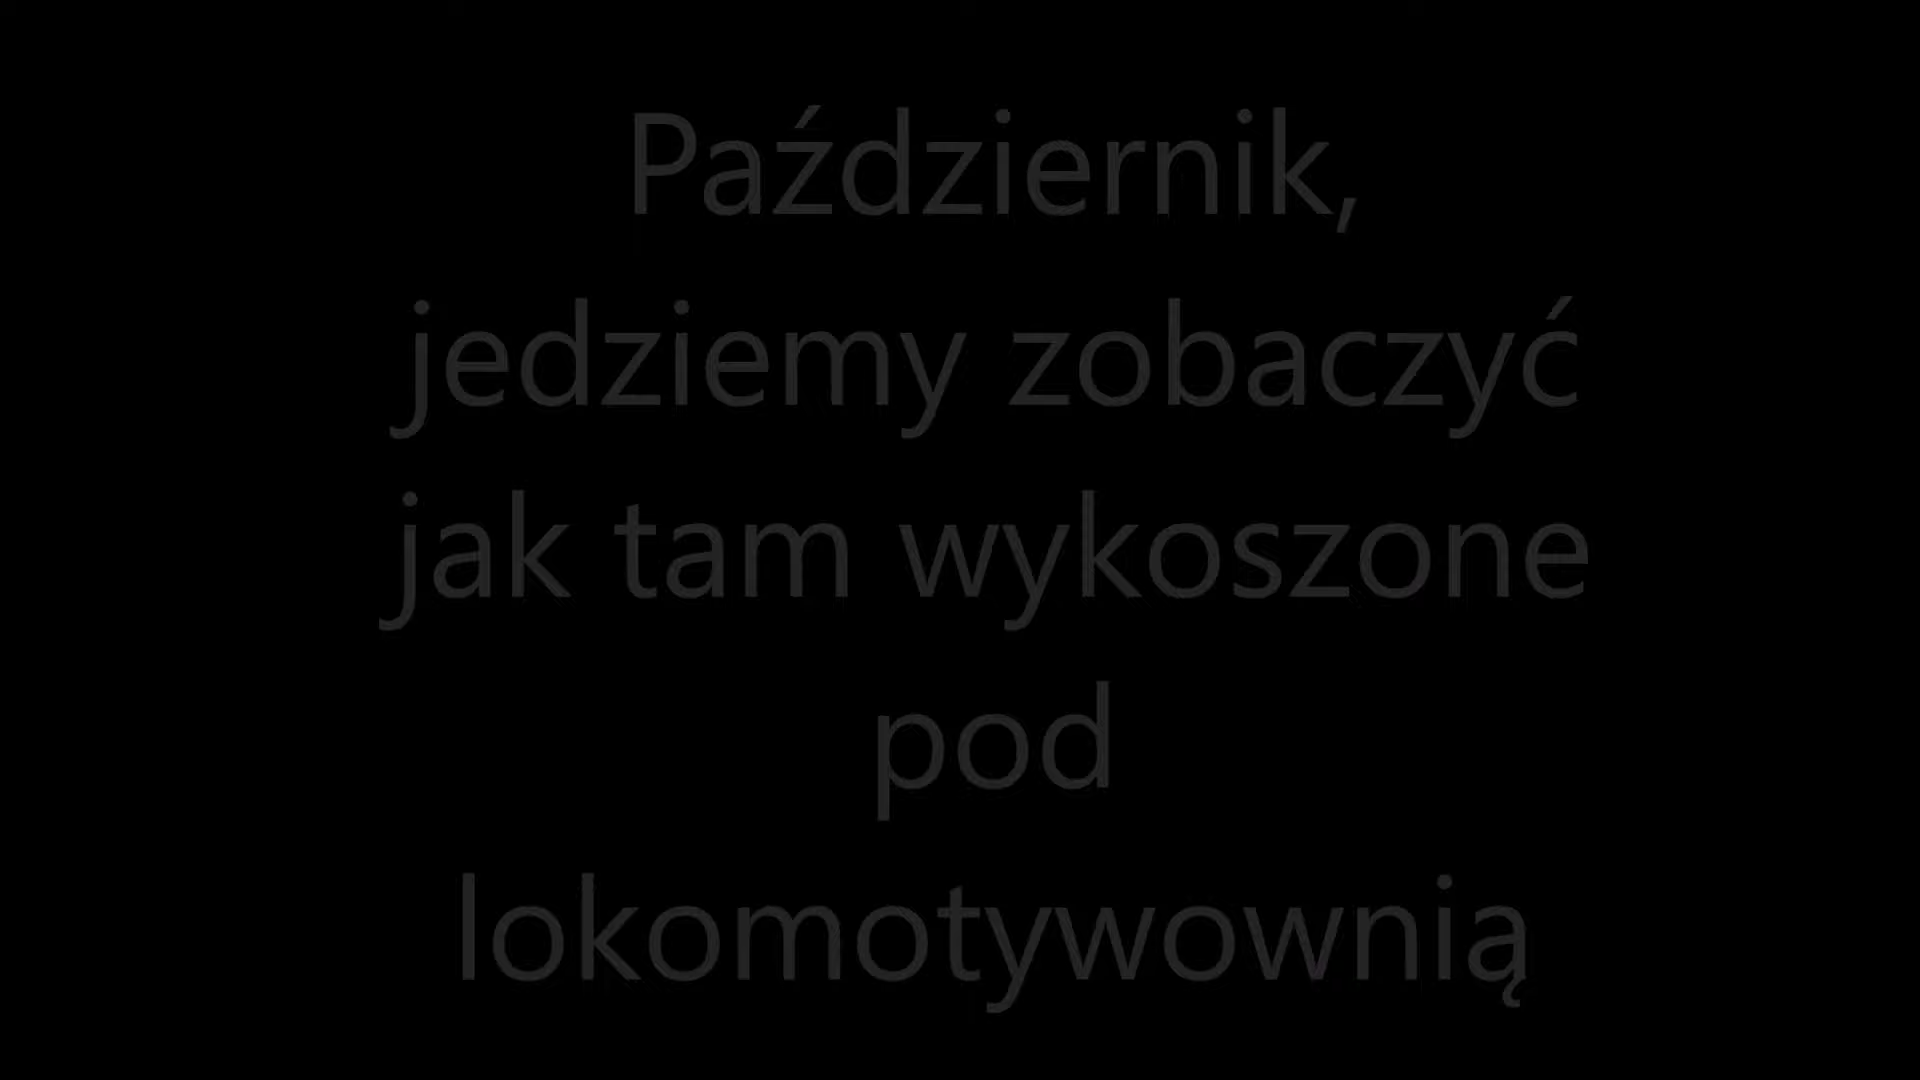 Październik,
jedziemy zobaczyć
jak tam wykoszone
pod
lokomotywownią